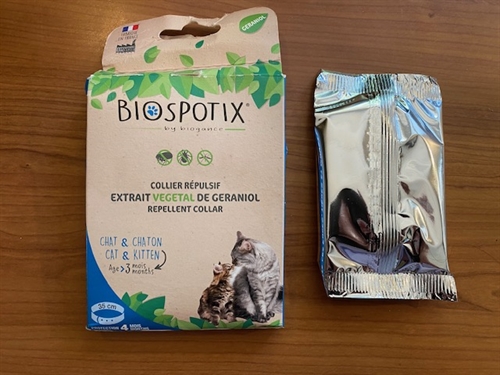 GERANIOL
BIOSPOTIX®
by biogance
COLLIER RÉPULSIF
EXTRAIT VEGETAL DE GERANIOL
REPELLENT COLLAR
CHAT & CHATON
CAT & KITTEN
Age >3 mois
months
35 cm
4